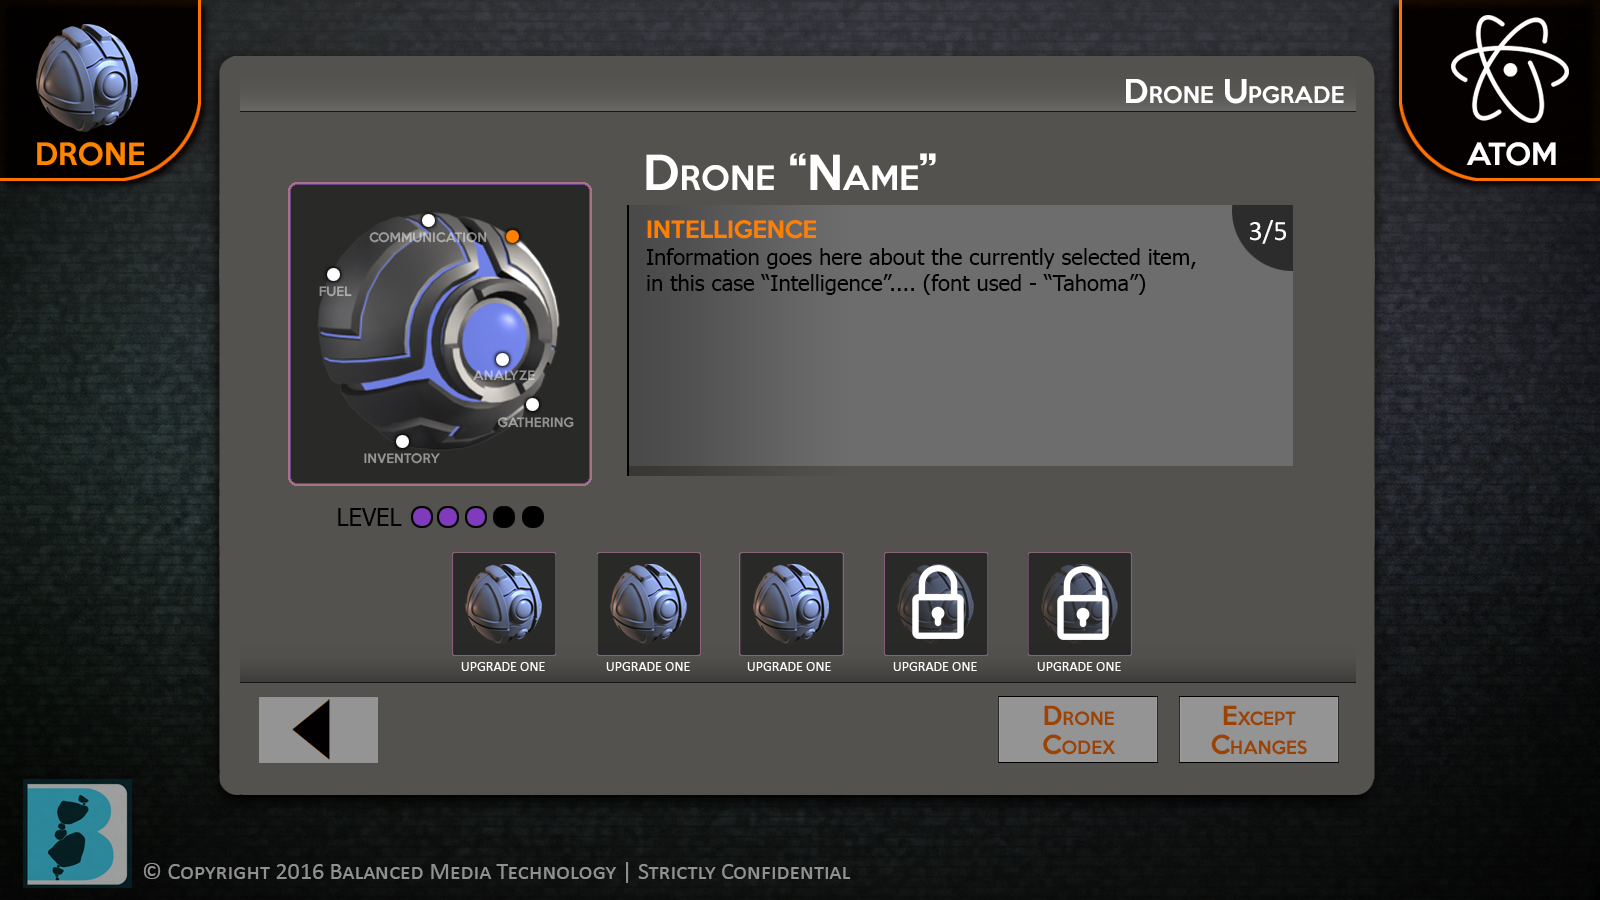 DRONE
ATOM
Drone Upgrade
Drone “Name”
INTELLIGENCE
3/5
Information goes here about the currently selected item,
in this case “Intelligence”.... (font used - “Tahoma”)
COMMUNICATION
FUEL
ANALYZE
GATHERING
INVENTORY
LEVEL
UPGRADE ONE
UPGRADE ONE
UPGRADE ONE
UPGRADE ONE
UPGRADE ONE
Drone
Codex
Except
Changes
B
© Copyright 2016 Balanced Media Technology | Strictly Confidential